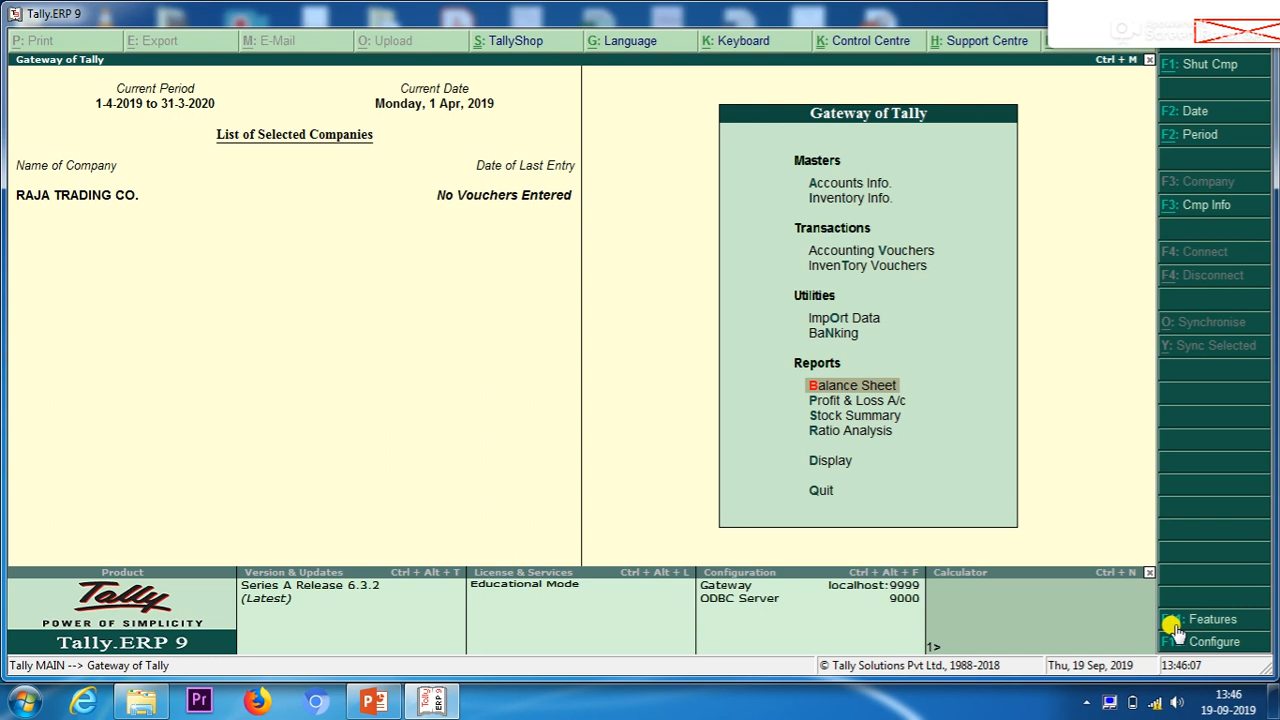 Tally.ERP 9
P: Print
E: Export
M: E-Mail
O: Upload
S: TallyShop
G: Language
K: Keyboard
K: Control Centre
H: Support Centre
Gateway of Tally
Ctrl + M
Current Period
1-4-2019 to 31-3-2020
Current Date
Monday, 1 Apr, 2019
List of Selected Companies
Name of Company
Date of Last Entry
RAJA TRADING CO.
No Vouchers Entered
Gateway of Tally
Masters
Accounts Info.
Inventory Info.
Transactions
Accounting Vouchers
InvenTory Vouchers
Utilities
ImpOrt Data
BaNking
Reports
Balance Sheet
Profit & Loss A/c
Stock Summary
Ratio Analysis
Display
Quit
F1: Shut Cmp
F2: Date
F2: Period
F3: Company
F3: Cmp Info
F4: Connect
F4: Disconnect
O: Synchronise
Y: Sync Selected
Features
Configure
Product
Tally
POWER OF SIMPLICITY
Tally.ERP 9
Version & Updates
Ctrl + Alt + T
Series A Release 6.3.2
(Latest)
License & Services
Ctrl + Alt + L
Educational Mode
Configuration
Ctrl + Alt + F
Gateway
localhost:9999
ODBC Server
9000
Calculator
Ctrl + N
1>
Tally MAIN --> Gateway of Tally
© Tally Solutions Pvt Ltd., 1988-2018
Thu, 19 Sep, 2019
13:46:07
Pr
13:46
19-09-2019